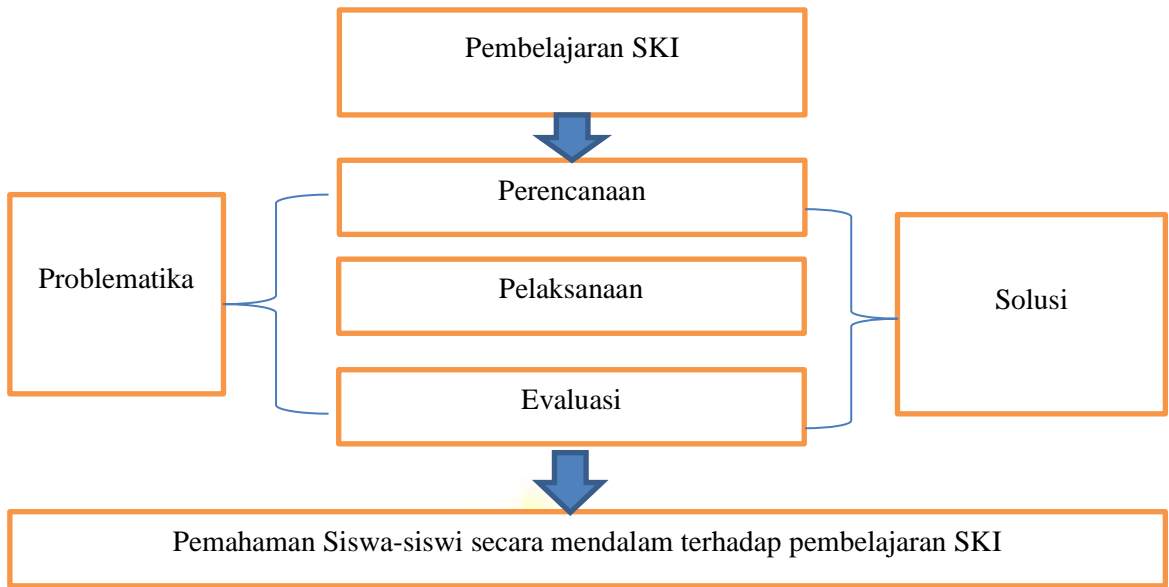 Pembelajaran SKI
Perencanaan
Problematika
Pelaksanaan
Solusi
Evaluasi
Pemahaman Siswa-siswi secara mendalam terhadap pembelajaran SKI